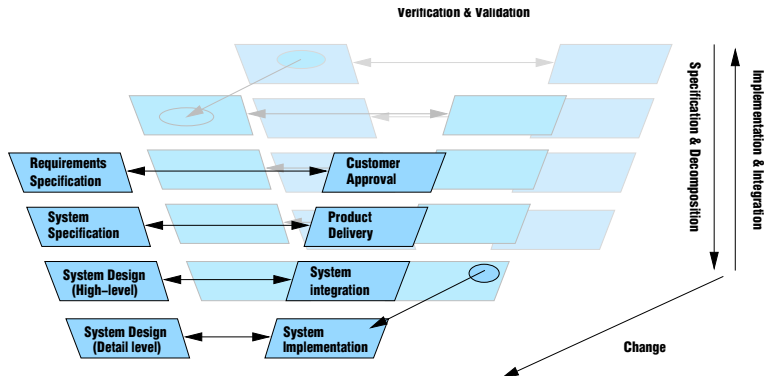 Verification & Validation
Requirements
Specification
Customer
Approval
System
Specification
Product
Delivery
System Design
(High-level)
System
integration
System Design
(Detail level)
System
Implementation
Specification & Decomposition
Implementation & Integration
Change